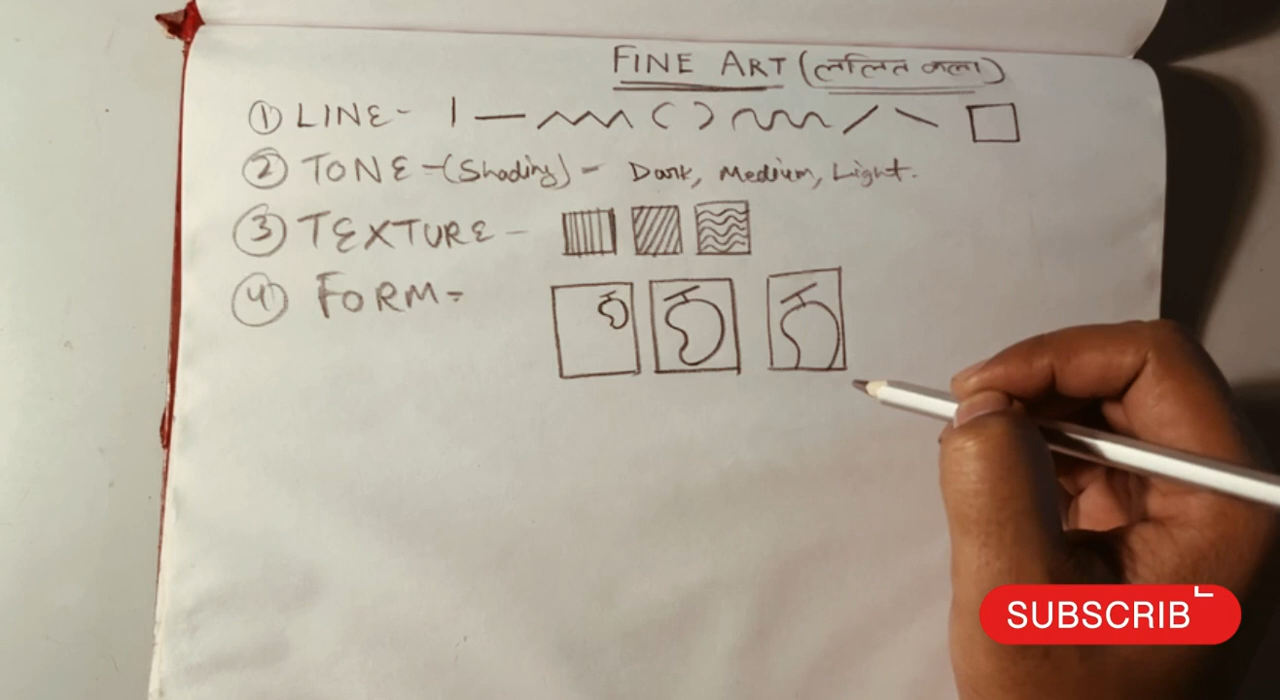 FINE ART (ललित कला)
① LINE -
② TONE - (Shading) - Dark, Medium, Light.
③ TEXTURE -
④ FORM -
SUBSCRIB